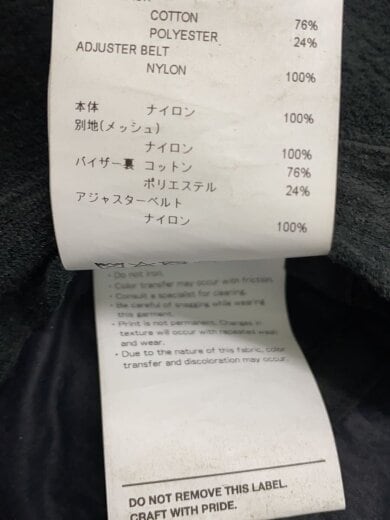 COTTON 76%
POLYESTER 24%
ADJUSTER BELT
NYLON 100%
本体 ナイロン 100%
別地(メッシュ)
ナイロン 100%
バイザー裏 コットン 76%
ポリエステル 24%
アジャスターベルト
ナイロン 100%
・Do not iron.
・Color transfer may occur with friction.
・Consult a specialist for cleaning.
・Be careful of snagging while wearing
this garment.
・Print is not permanent. Changes in
texture will occur with repeated wash
and wear.
・Due to the nature of this fabric, color
transfer and discoloration may occur.
DO NOT REMOVE THIS LABEL.
CRAFT WITH PRIDE.